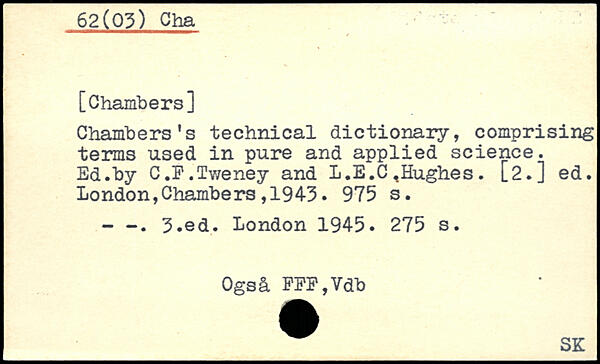 62(03) Cha
[Chambers]
Chambers's technical dictionary, comprising
terms used in pure and applied science.
Ed.by C.F.Tweney and L.E.C.Hughes. [2.] ed.
London,Chambers,1943. 975 s.
- -. 3.ed. London 1945. 275 s.
Også FFF,Vdb
SK